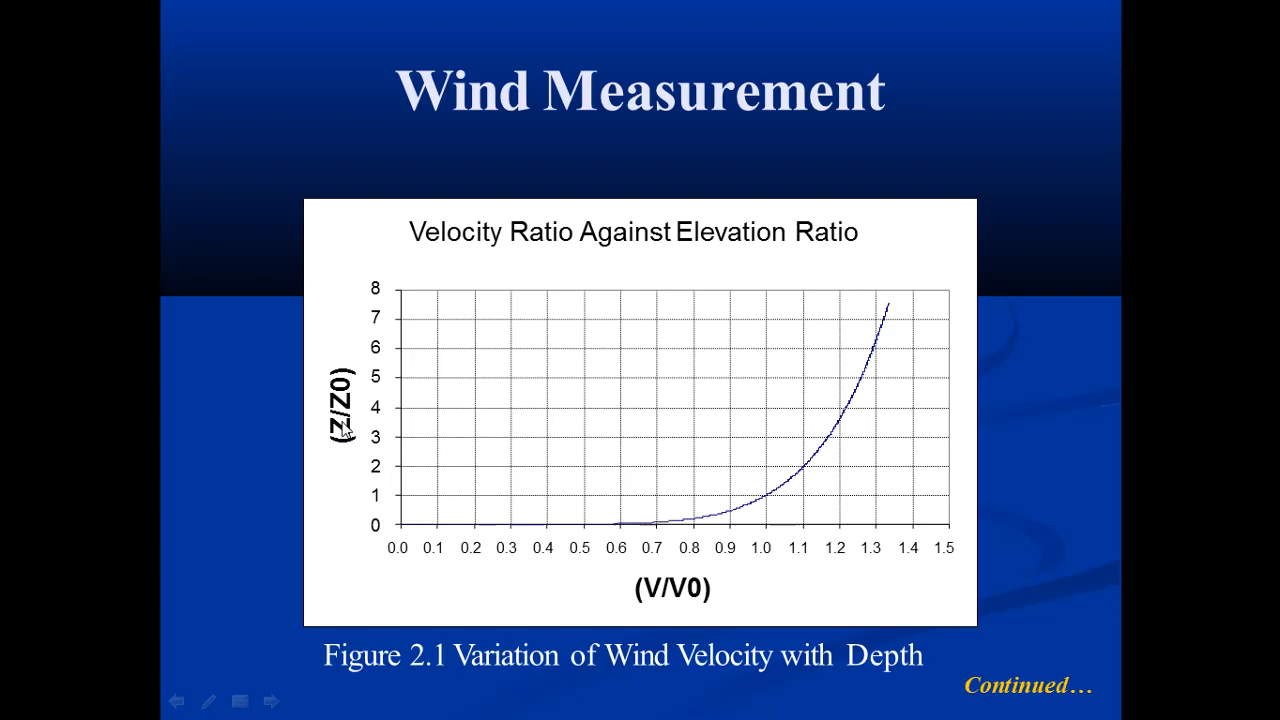 Wind Measurement
Velocity Ratio Against Elevation Ratio
8
7
6
5
4
3
2
1
0
(Z/Z0)
0.0 0.1 0.2 0.3 0.4 0.5 0.6 0.7 0.8 0.9 1.0 1.1 1.2 1.3 1.4 1.5
(V/V0)
Figure 2.1 Variation of Wind Velocity with Depth
Continued…